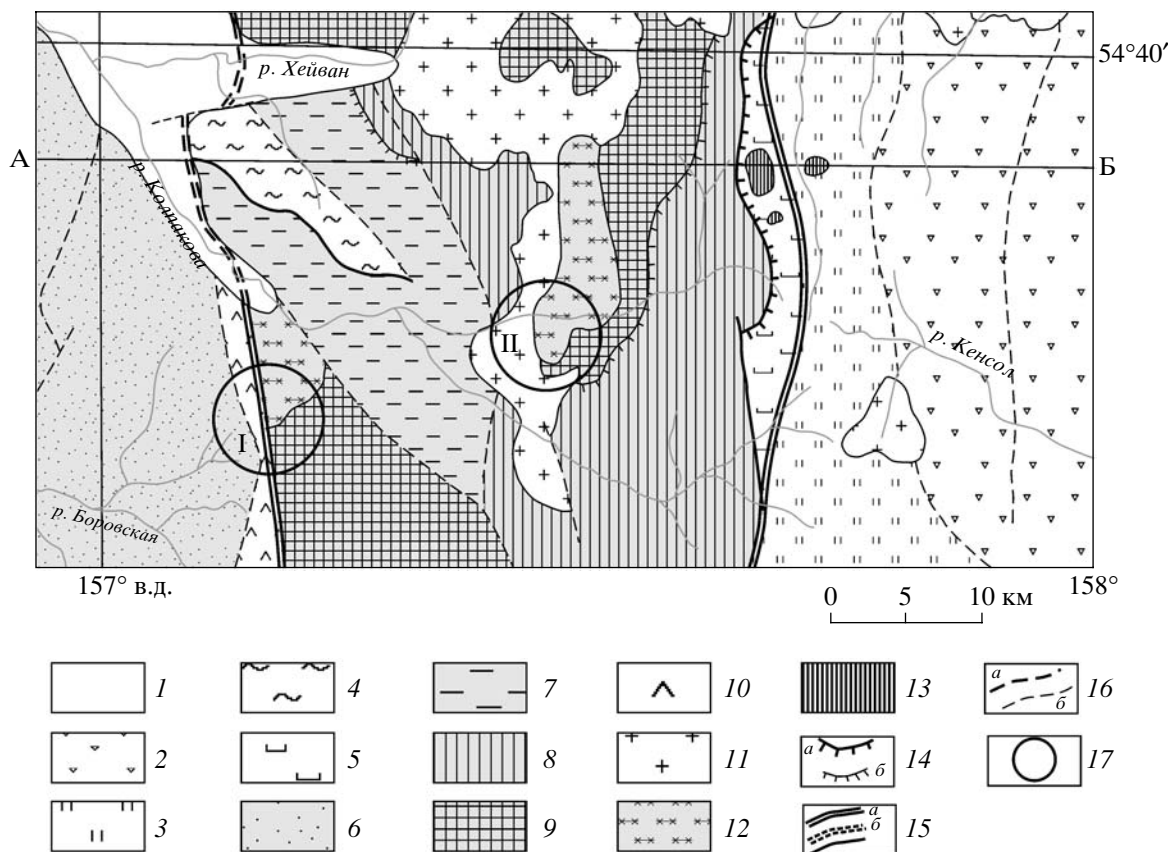 р. Хейван
54°40′
А
Б
р. Колпакова
II
р. Кенсол
I
р. Боровская
157° в.д.
158°
0 5 10 км
1 4 7 10 13 а б 16
2 5 8 11 а б 14 17
3 6 9 12 а б 15